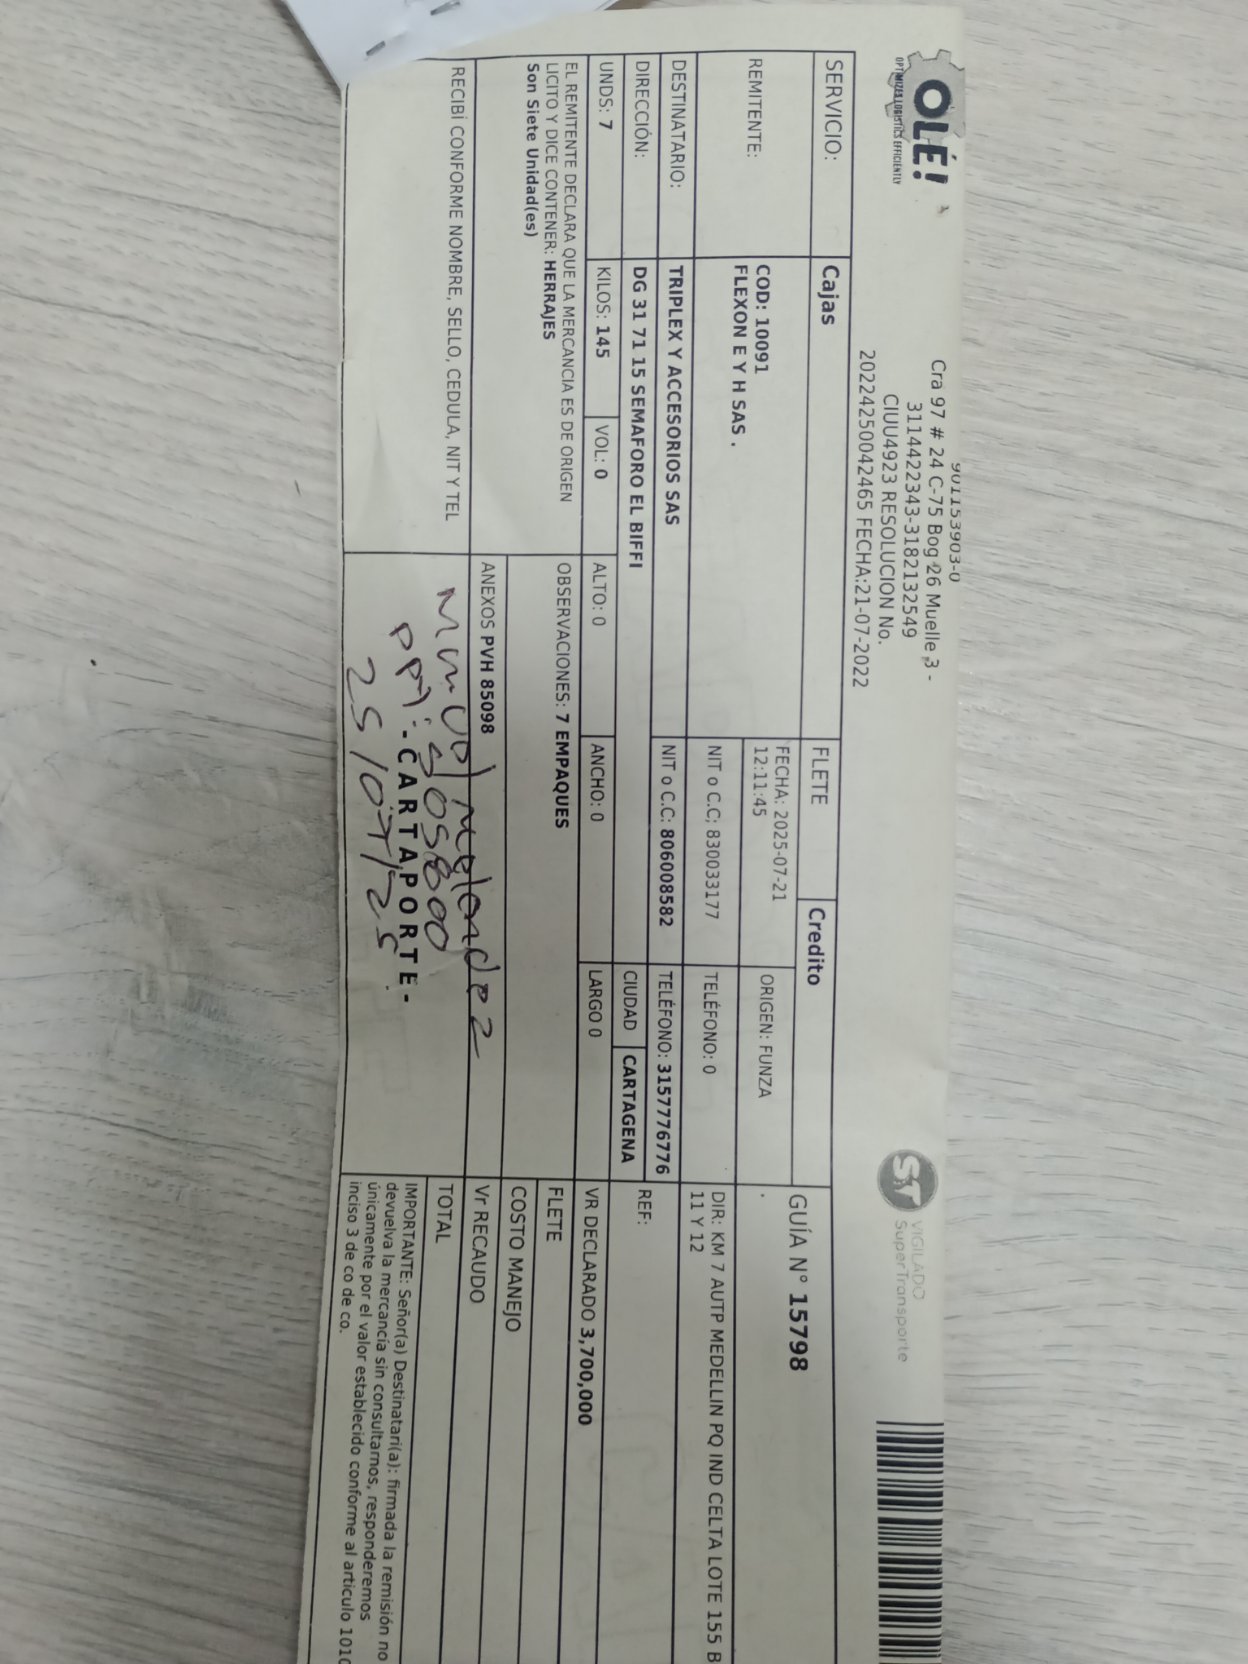 OLÉ!
OPTIMIZES LOGISTICS EFFICIENTLY
901153903-0
Cra 97 # 24 C-75 Bog 26 Muelle 3 -
3114422343-3182132549
CIUU4923 RESOLUCION No.
20224250042465 FECHA:21-07-2022
ST VIGILADO
SuperTransporte
SERVICIO: Cajas FLETE Credito
GUÍA N° 15798
REMITENTE: COD: 10091
FLEXON E Y H SAS .
FECHA: 2025-07-21
12:11:45
ORIGEN: FUNZA
.
NIT o C.C: 830033177 TELÉFONO: 0
DIR: KM 7 AUTP MEDELLIN PQ IND CELTA LOTE 155 B
11 Y 12
DESTINATARIO: TRIPLEX Y ACCESORIOS SAS NIT o C.C: 806008582 TELÉFONO: 3157776776
DIRECCIÓN: DG 31 71 15 SEMAFORO EL BIFFI CIUDAD CARTAGENA REF:
UNDS: 7 KILOS: 145 VOL: 0 ALTO: 0 ANCHO: 0 LARGO 0 VR DECLARADO 3,700,000
EL REMITENTE DECLARA QUE LA MERCANCIA ES DE ORIGEN
LICITO Y DICE CONTENER: HERRAJES
Son Siete Unidad(es)
OBSERVACIONES: 7 EMPAQUES
FLETE
COSTO MANEJO
ANEXOS PVH 85098
Vr RECAUDO
RECIBÍ CONFORME NOMBRE, SELLO, CEDULA, NIT Y TEL
TOTAL
Melendez
- C A R T A P O R T E -
25/07/25
IMPORTANTE: Señor(a) Destinatari(a): firmada la remisión no
devuelva la mercancía sin consultarnos, responderemos
únicamente por el valor establecido conforme al articulo 1010
inciso 3 de co de co.